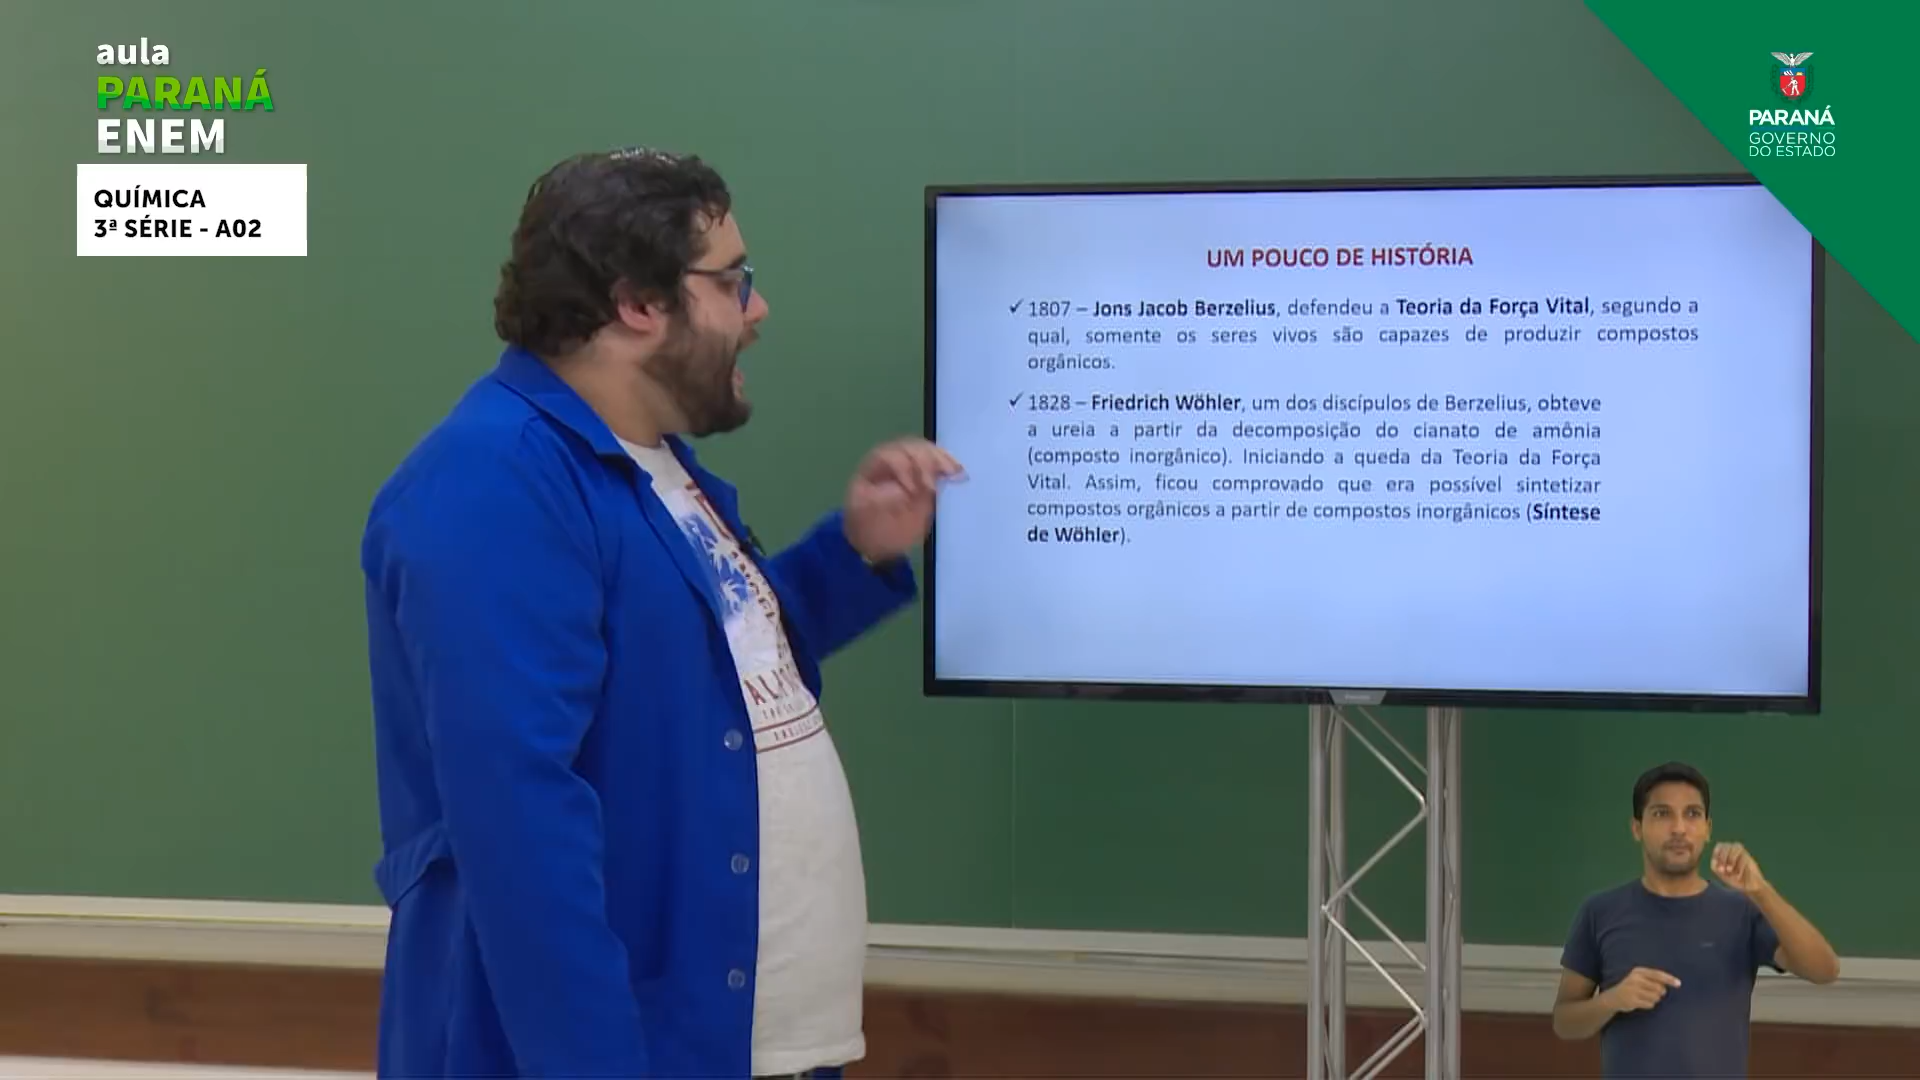 aula
PARANÁ
ENEM
QUÍMICA
3ª SÉRIE - A02
PARANÁ
GOVERNO
DO ESTADO
UM POUCO DE HISTÓRIA
✓ 1807 – Jons Jacob Berzelius, defendeu a Teoria da Força Vital, segundo a
qual, somente os seres vivos são capazes de produzir compostos
orgânicos.
✓ 1828 – Friedrich Wöhler, um dos discípulos de Berzelius, obteve
a ureia a partir da decomposição do cianato de amônia
(composto inorgânico). Iniciando a queda da Teoria da Força
Vital. Assim, ficou comprovado que era possível sintetizar
compostos orgânicos a partir de compostos inorgânicos (Síntese
de Wöhler).